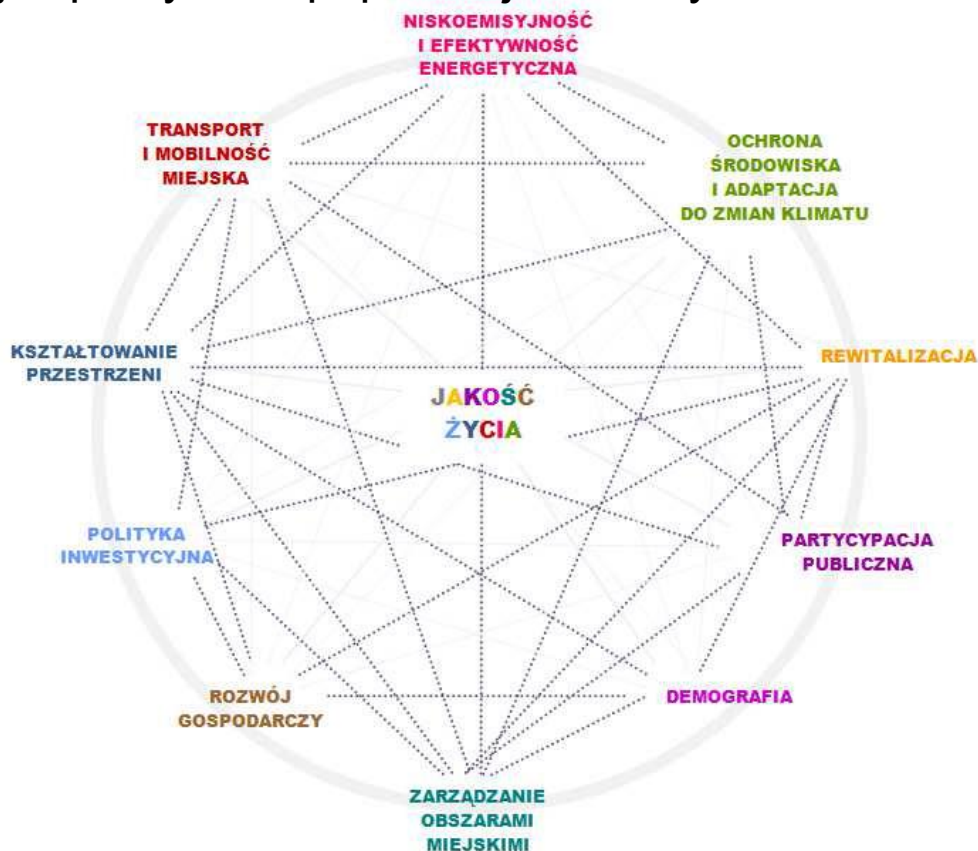 NISKOEMISYJNOŚĆ
I EFEKTYWNOŚĆ
ENERGETYCZNA
TRANSPORT
I MOBILNOŚĆ
MIEJSKA
OCHRONA
ŚRODOWISKA
I ADAPTACJA
DO ZMIAN KLIMATU
KSZTAŁTOWANIE
PRZESTRZENI
REWITALIZACJA
JAKOŚĆ
ŻYCIA
POLITYKA
INWESTYCYJNA
PARTYCYPACJA
PUBLICZNA
ROZWÓJ
GOSPODARCZY
DEMOGRAFIA
ZARZĄDZANIE
OBSZARAMI
MIEJSKIMI